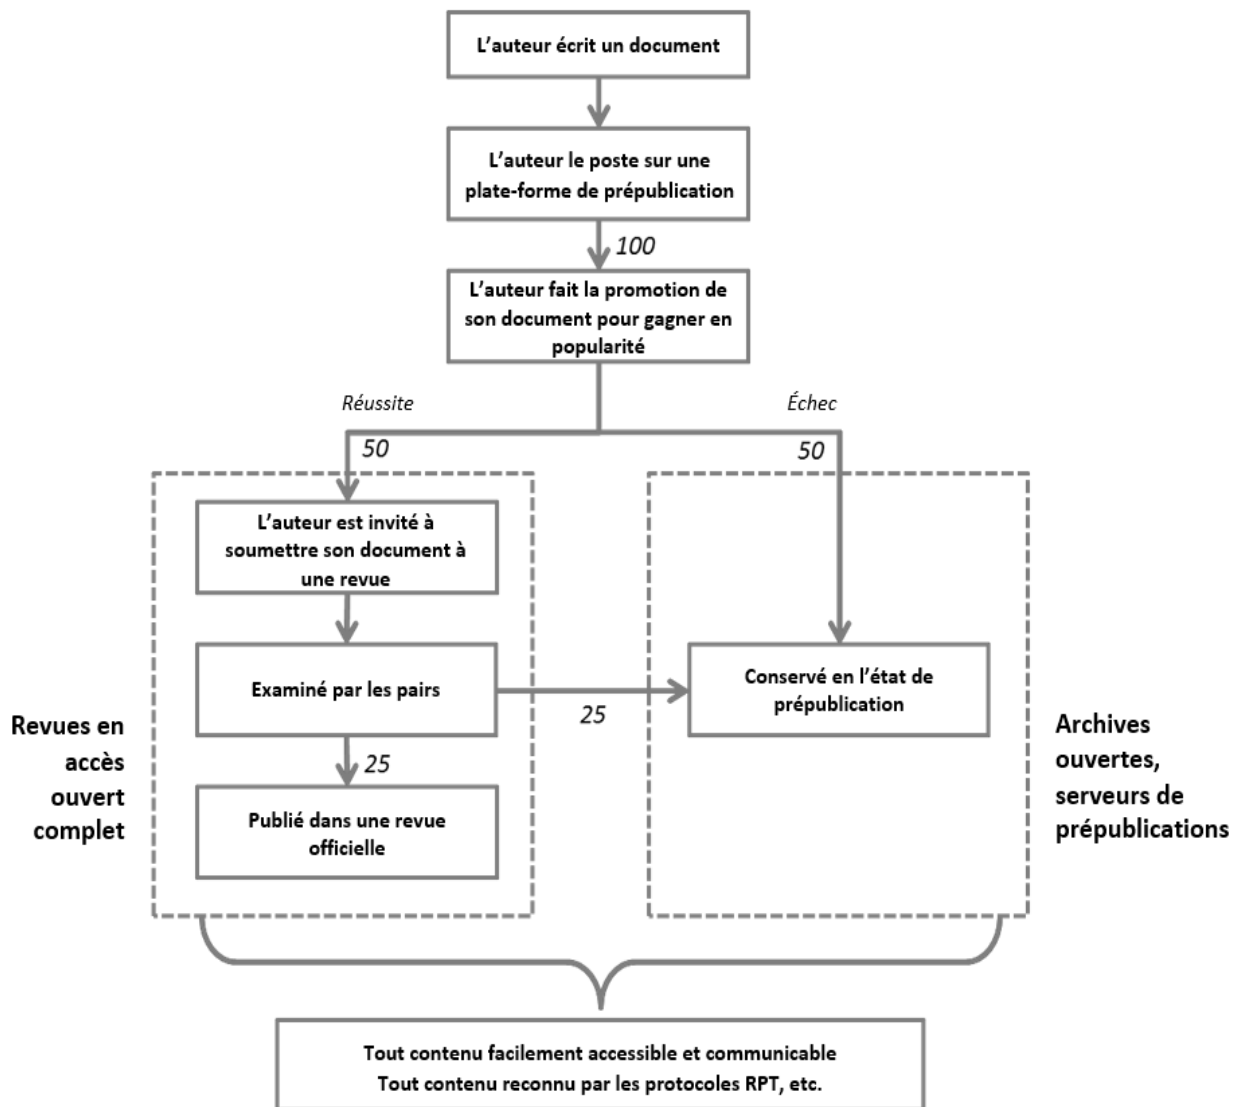 L’auteur écrit un document
L’auteur le poste sur une
plate-forme de prépublication
100
L’auteur fait la promotion de
son document pour gagner en
popularité
Réussite
Échec
50
50
L’auteur est invité à
soumettre son document à
une revue
Examiné par les pairs
25
Conservé en l’état de
prépublication
25
Publié dans une revue
officielle
Revues en
accès
ouvert
complet
Archives
ouvertes,
serveurs de
prépublications
Tout contenu facilement accessible et communicable
Tout contenu reconnu par les protocoles RPT, etc.